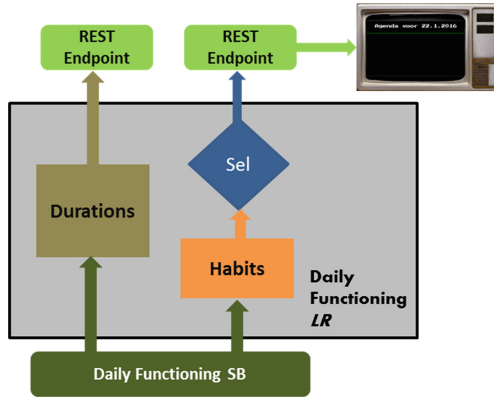 REST
Endpoint
REST
Endpoint
Agenda voor 22.1.2016
Sel
Durations
Habits
Daily
Functioning
LR
Daily Functioning SB